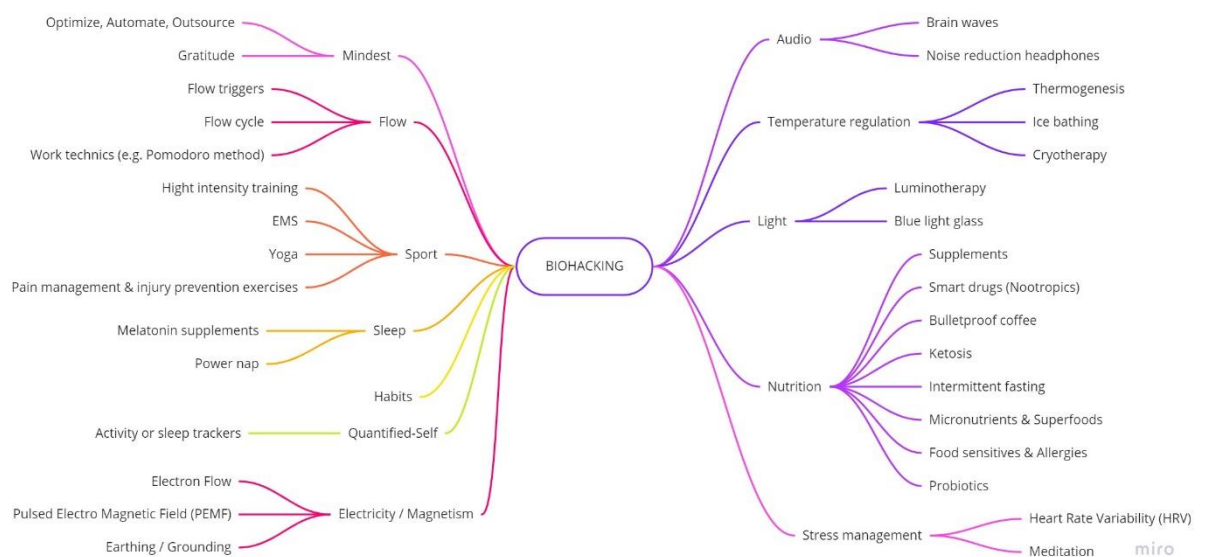 Optimize, Automate, Outsource
Gratitude
Mindest
Flow triggers
Flow cycle
Work technics (e.g. Pomodoro method)
Flow
Hight intensity training
EMS
Yoga
Pain management & injury prevention exercises
Sport
Melatonin supplements
Power nap
Sleep
Habits
Activity or sleep trackers
Quantified-Self
Electron Flow
Pulsed Electro Magnetic Field (PEMF)
Earthing / Grounding
Electricity / Magnetism
BIOHACKING
Audio
Brain waves
Noise reduction headphones
Temperature regulation
Thermogenesis
Ice bathing
Cryotherapy
Light
Luminotherapy
Blue light glass
Nutrition
Supplements
Smart drugs (Nootropics)
Bulletproof coffee
Ketosis
Intermittent fasting
Micronutrients & Superfoods
Food sensitives & Allergies
Probiotics
Stress management
Heart Rate Variability (HRV)
Meditation
miro